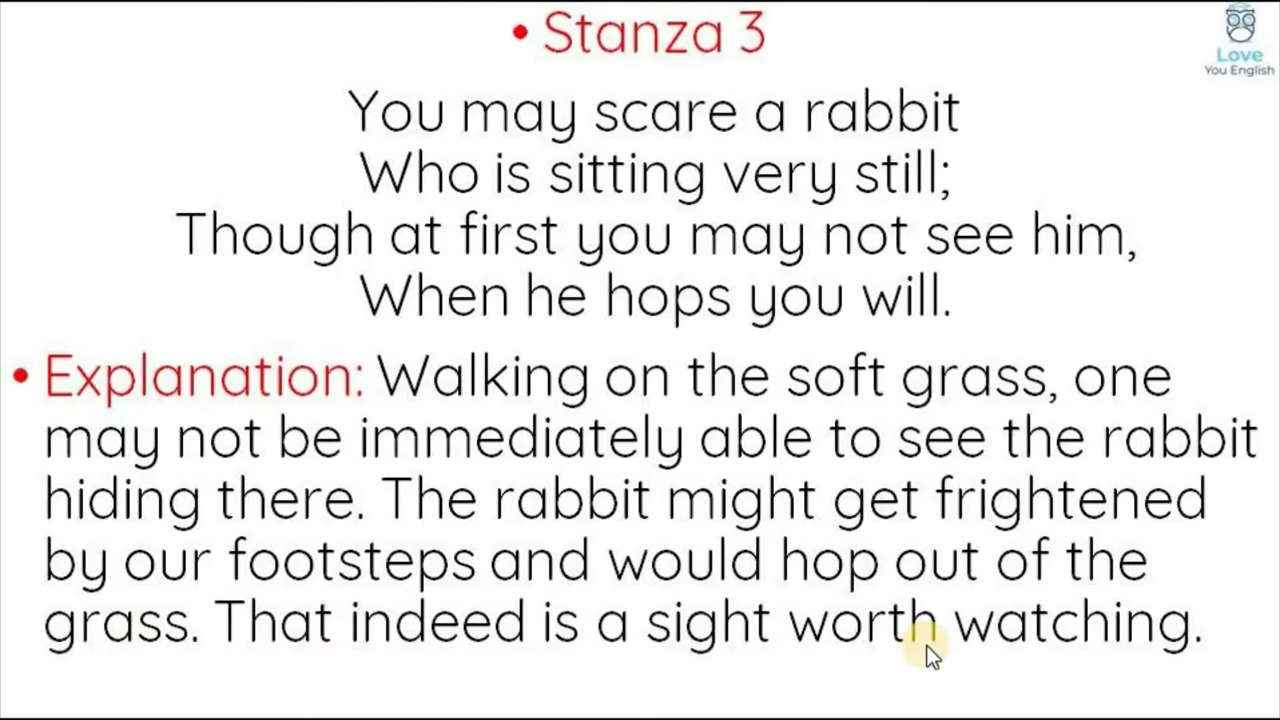 • Stanza 3
Love
You English
You may scare a rabbit
Who is sitting very still;
Though at first you may not see him,
When he hops you will.
• Explanation: Walking on the soft grass, one
may not be immediately able to see the rabbit
hiding there. The rabbit might get frightened
by our footsteps and would hop out of the
grass. That indeed is a sight worth watching.